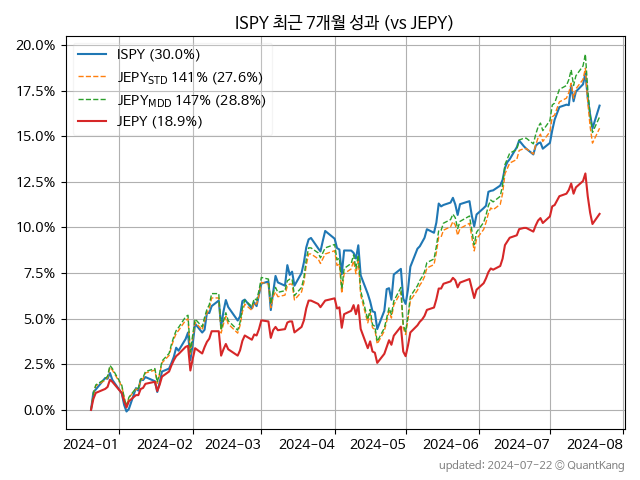 ISPY 최근 7개월 성과 (vs JEPY)
20.0%
17.5%
15.0%
12.5%
10.0%
7.5%
5.0%
2.5%
0.0%
ISPY (30.0%)
JEPYSTD 141% (27.6%)
JEPYMDD 147% (28.8%)
JEPY (18.9%)
2024-01 2024-02 2024-03 2024-04 2024-05 2024-06 2024-07 2024-08
updated: 2024-07-22 © QuantKang